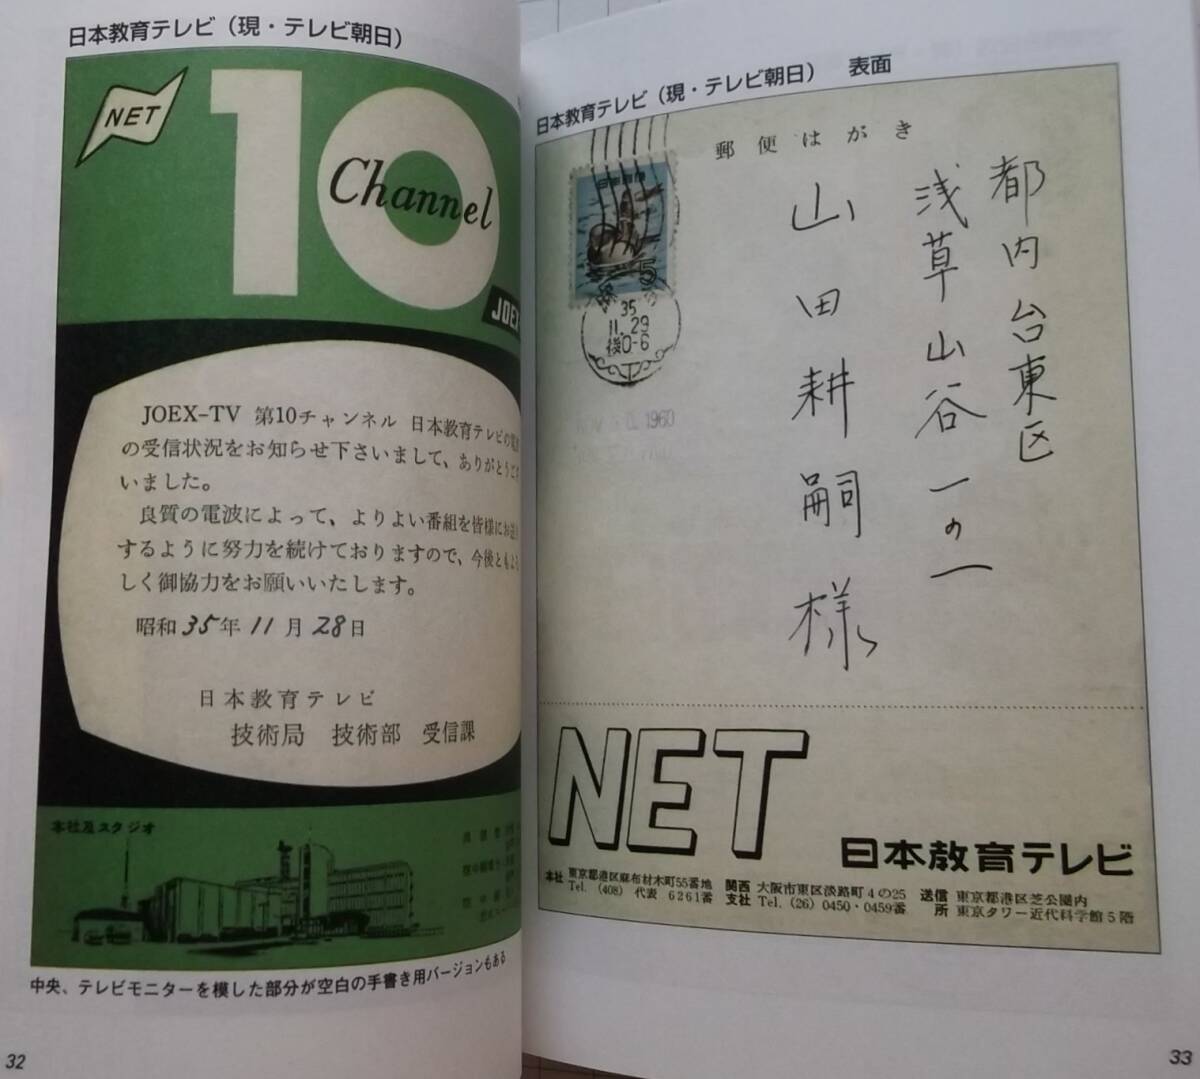 日本教育テレビ（現・テレビ朝日）
NET
10
Channel
JOEX
JOEX-TV 第10チャンネル 日本教育テレビの電
の受信状況をお知らせ下さいまして、ありがとうござ
いました。
良質の電波によって、よりよい番組を皆様にお送り
するように努力を続けておりますので、今後ともよろ
しく御協力をお願いいたします。
昭和35年11月28日
日本教育テレビ
技術局 技術部 受信課
本社及スタジオ
中央、テレビモニターを模した部分が空白の手書き用バージョンもある
32
日本教育テレビ（現・テレビ朝日） 表面
郵便はがき
日本郵便
5
35
11.29
後0-6
1960
都内台東区
浅草山谷一の一
山田耕嗣様
NET
日本教育テレビ
本社 東京都港区麻布材木町55番地
Tel. (408) 代表 6261番
関西支社 大阪市東区淡路町4の25
Tel. (26) 0450・0459番
送信所 東京都港区芝公園内
東京タワー近代科学館5階
33